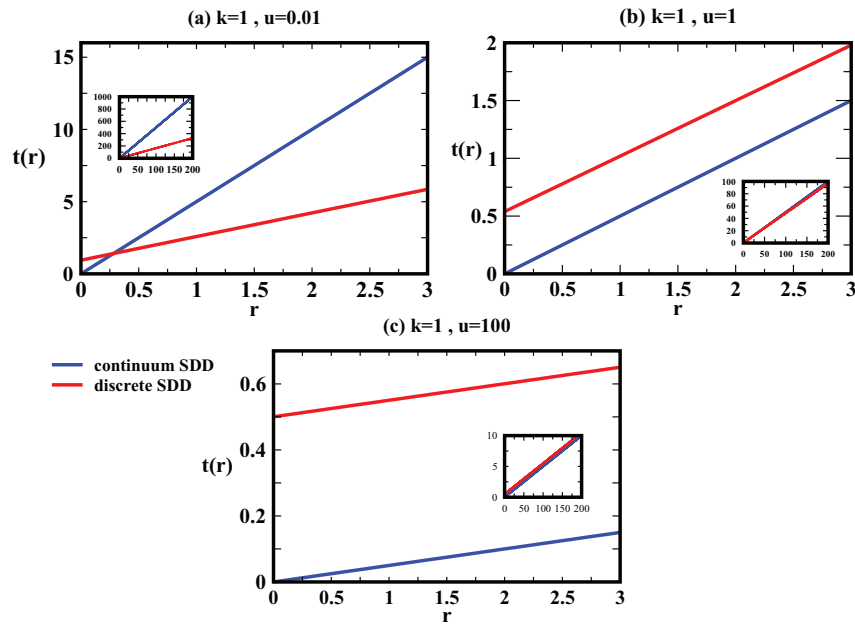 (a) k=1 , u=0.01
15
10
5
0
t(r)
0 0.5 1 1.5 2 2.5 3
r
1000
800
600
400
200
0
0 50 100 150 200
(b) k=1 , u=1
2
1.5
1
0.5
0
t(r)
0 0.5 1 1.5 2 2.5 3
r
100
80
60
40
20
0
0 50 100 150 200
(c) k=1 , u=100
continuum SDD
discrete SDD
0.6
0.4
0.2
0
t(r)
0 0.5 1 1.5 2 2.5 3
r
10
5
0
0 50 100 150 200